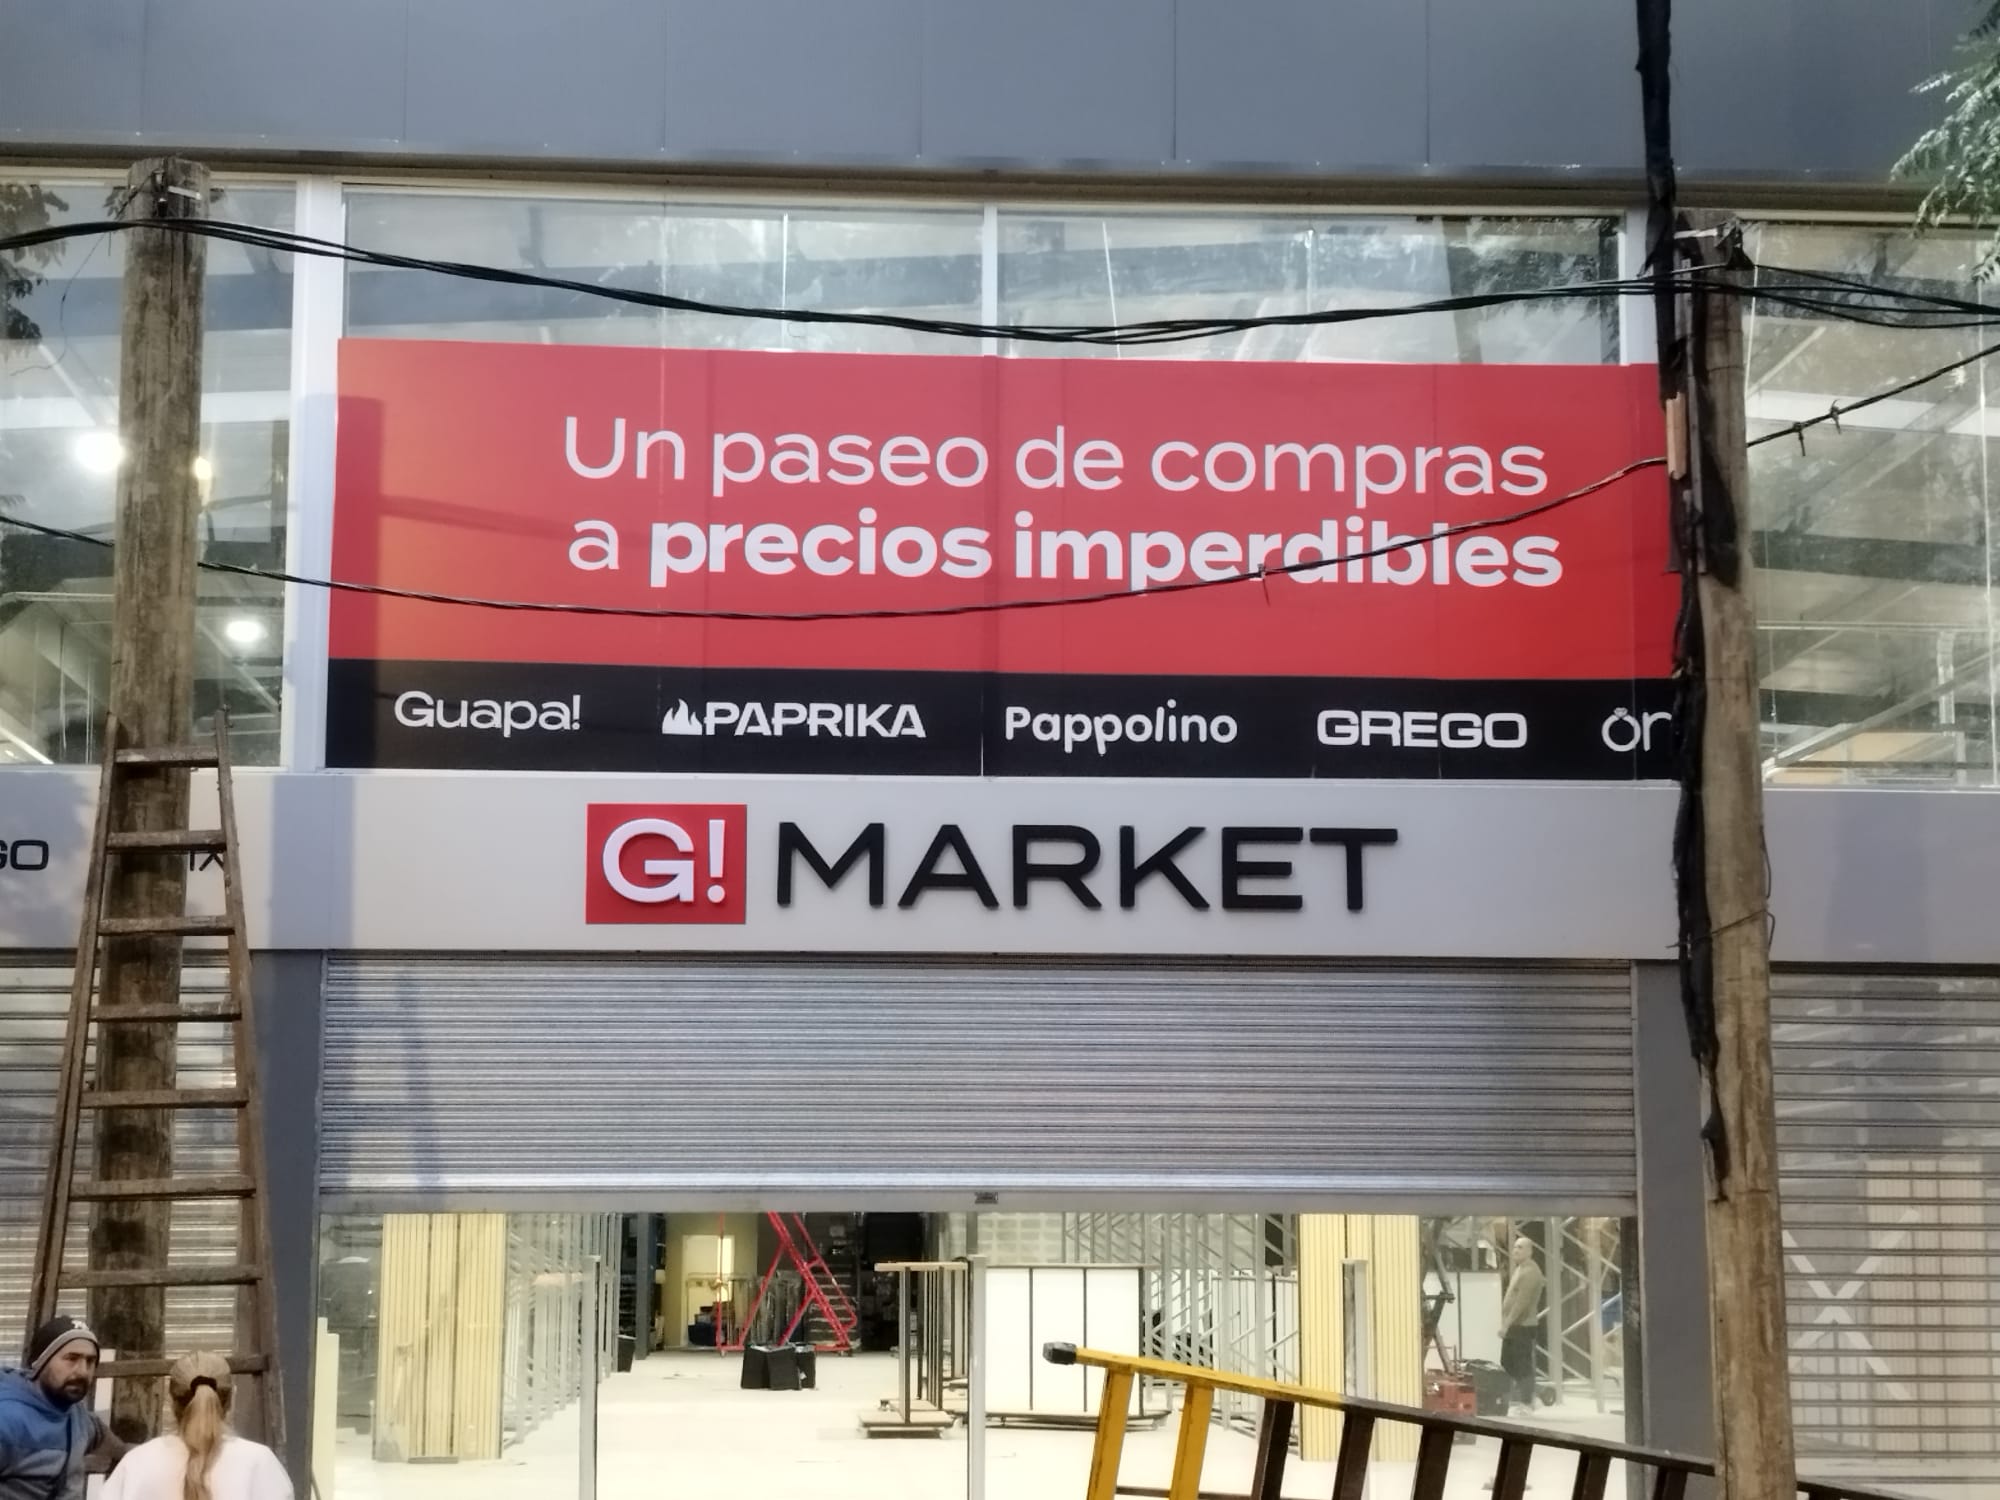 Un paseo de compras
a precios imperdibles
Guapa! PAPRIKA Pappolino GREGO
G! MARKET